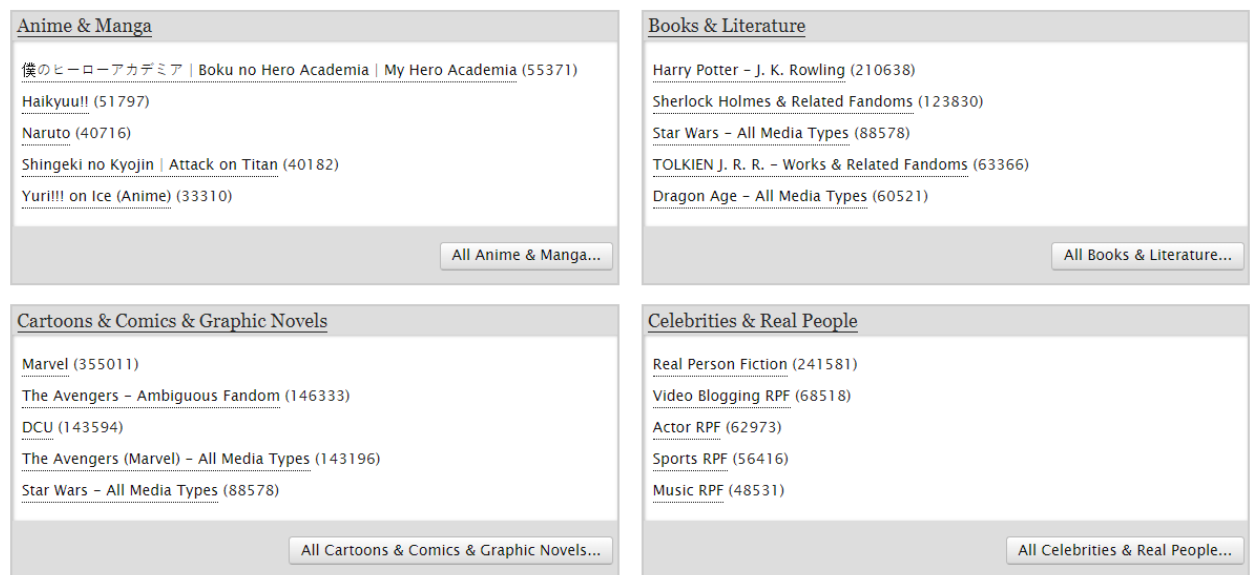 Anime & Manga
僕のヒーローアカデミア | Boku no Hero Academia | My Hero Academia (55371)
Haikyuu!! (51797)
Naruto (40716)
Shingeki no Kyojin | Attack on Titan (40182)
Yuri!!! on Ice (Anime) (33310)
All Anime & Manga...
Books & Literature
Harry Potter – J. K. Rowling (210638)
Sherlock Holmes & Related Fandoms (123830)
Star Wars – All Media Types (88578)
TOLKIEN J. R. R. – Works & Related Fandoms (63366)
Dragon Age – All Media Types (60521)
All Books & Literature...
Cartoons & Comics & Graphic Novels
Marvel (355011)
The Avengers – Ambiguous Fandom (146333)
DCU (143594)
The Avengers (Marvel) – All Media Types (143196)
Star Wars – All Media Types (88578)
All Cartoons & Comics & Graphic Novels...
Celebrities & Real People
Real Person Fiction (241581)
Video Blogging RPF (68518)
Actor RPF (62973)
Sports RPF (56416)
Music RPF (48531)
All Celebrities & Real People...